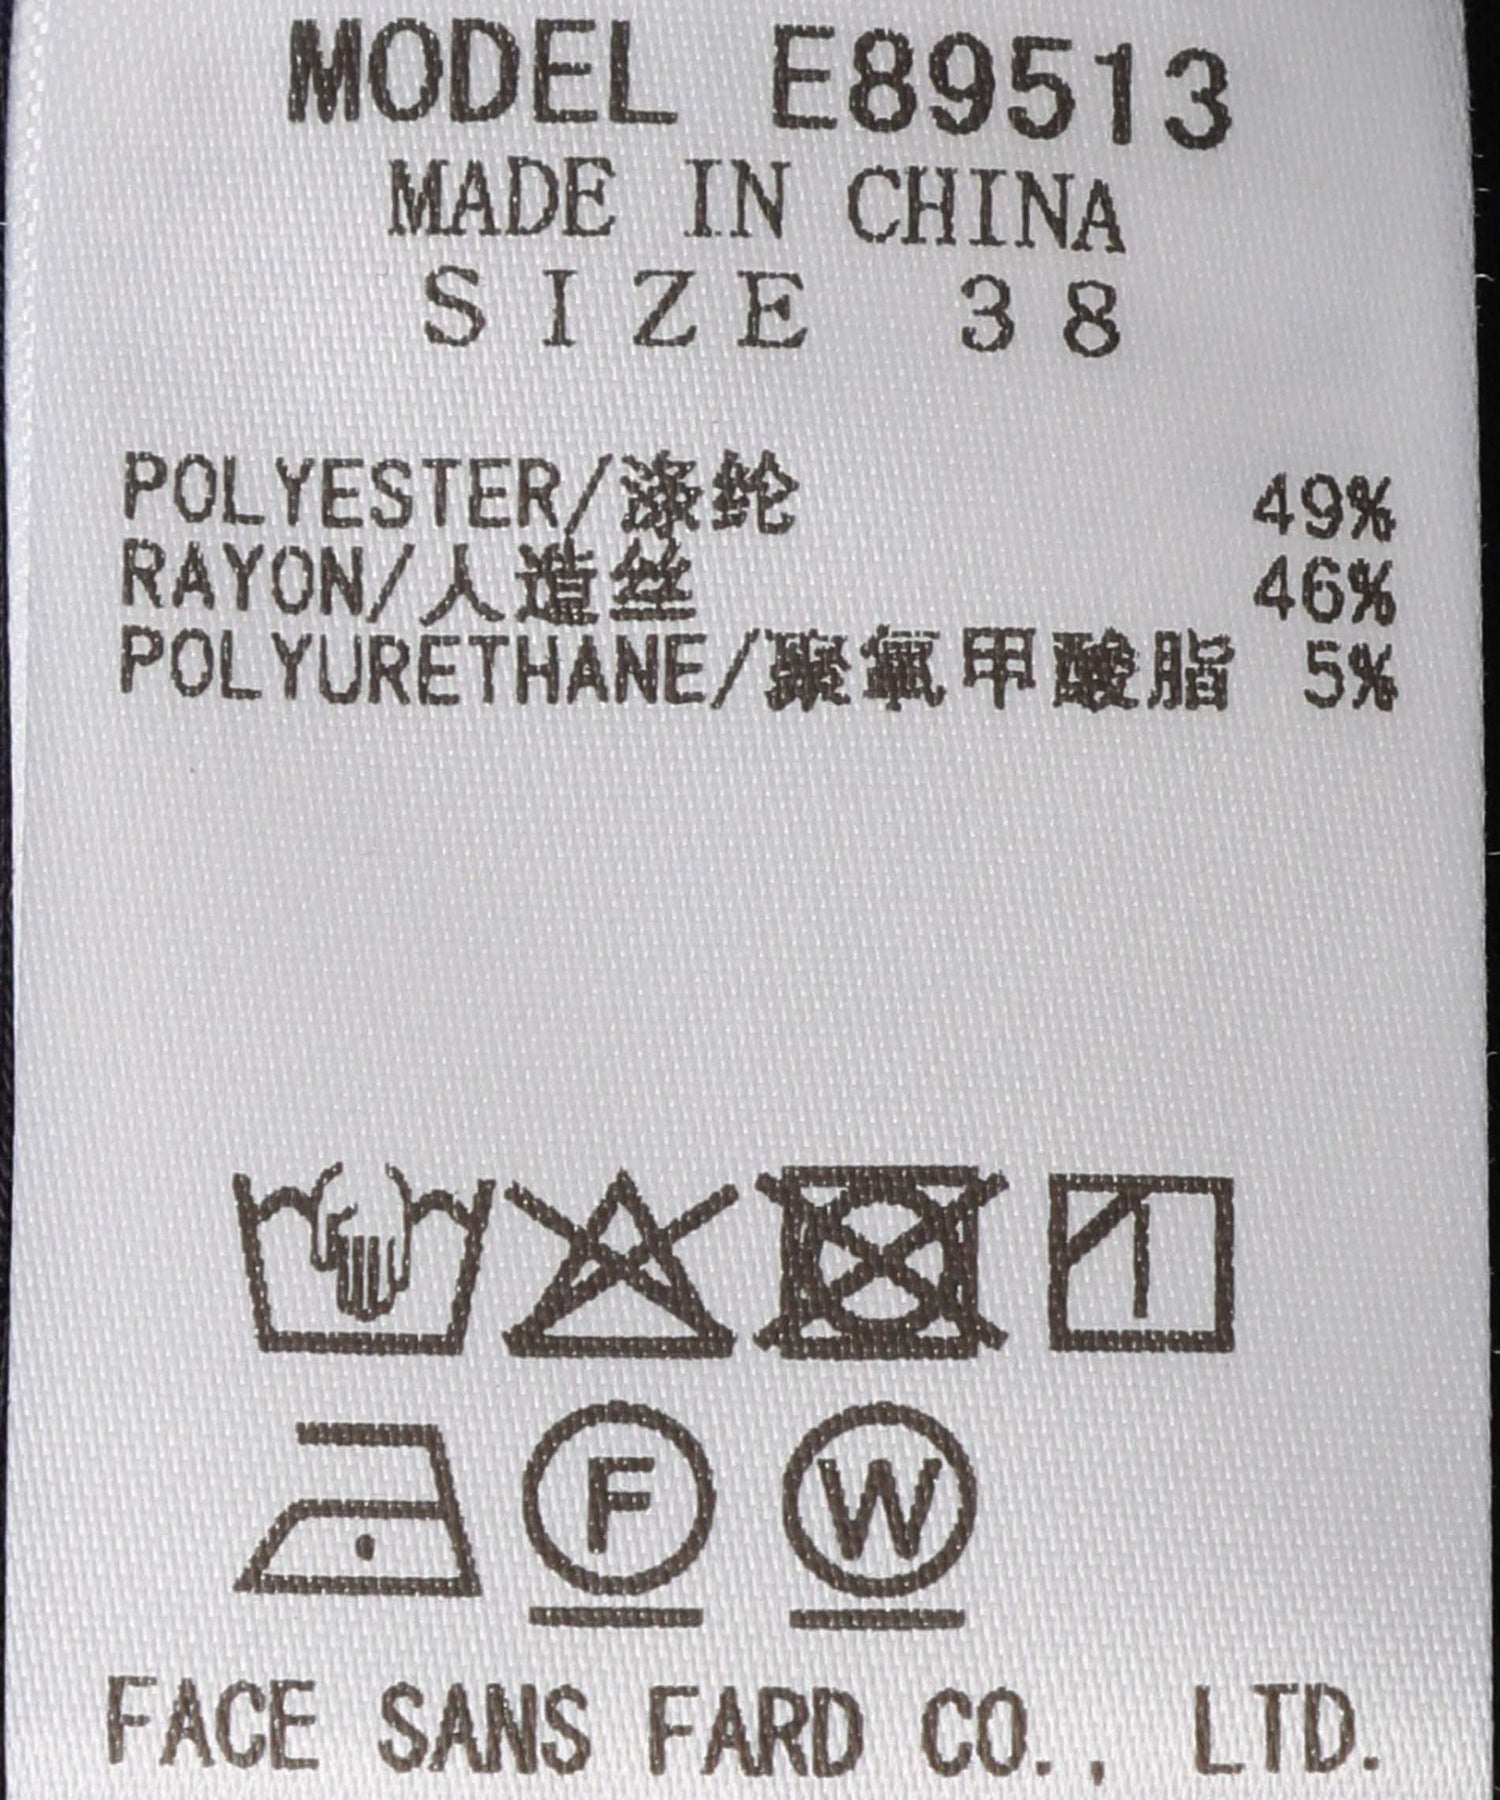 MODEL E89513
MADE IN CHINA
SIZE 38
POLYESTER/涤纶 49%
RAYON/人造丝 46%
POLYURETHANE/聚氨甲酸脂 5%
F W
FACE SANS FARD CO., LTD.